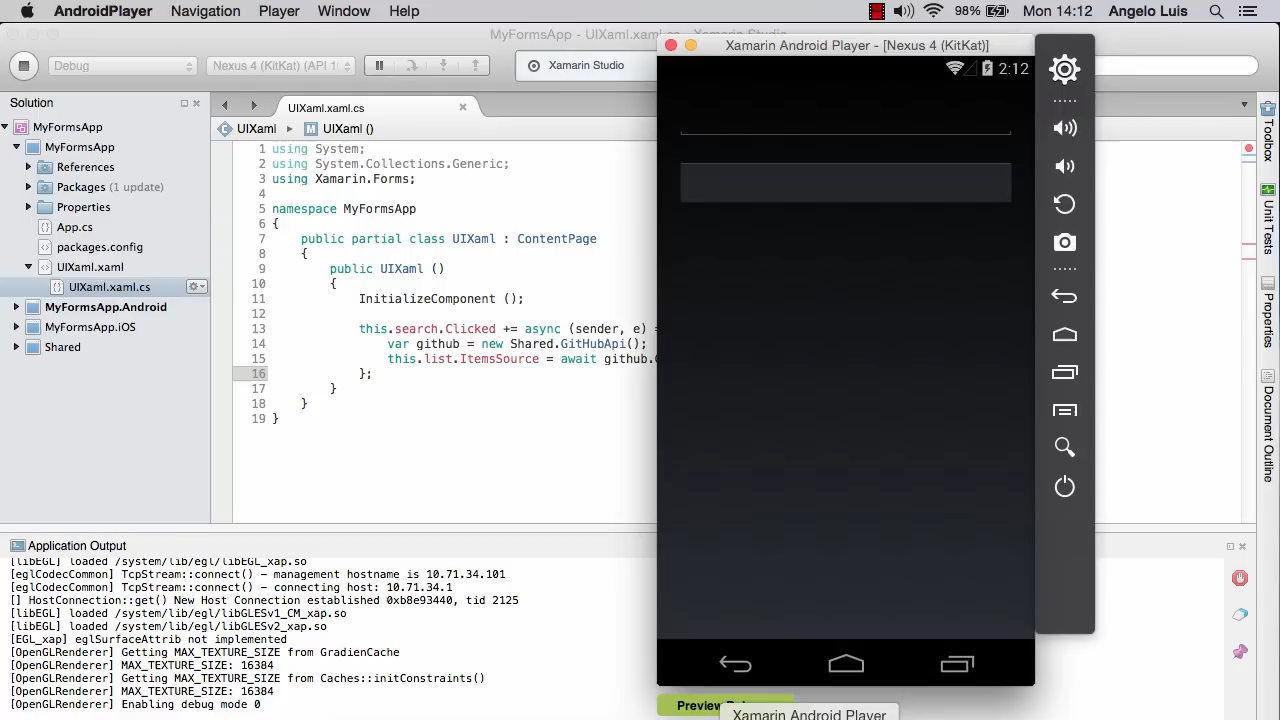 AndroidPlayer Navigation Player Window Help 98% Mon 14:12 Angelo Luis
MyFormsApp - UIXaml.xaml.cs - Xamarin Studio
Debug Nexus 4 (KitKat) (API 1 Xamarin Studio
Xamarin Android Player - [Nexus 4 (KitKat)]
2:12
Solution
UIXaml.xaml.cs
UIXaml UIXaml ()
MyFormsApp
MyFormsApp
References
Packages (1 update)
Properties
App.cs
packages.config
UIXaml.xaml
UIXaml.xaml.cs
MyFormsApp.Android
MyFormsApp.iOS
Shared
1 using System;
2 using System.Collections.Generic;
3 using Xamarin.Forms;
4
5 namespace MyFormsApp
6 {
7 public partial class UIXaml : ContentPage
8 {
9 public UIXaml ()
10 {
11 InitializeComponent ();
12
13 this.search.Clicked += async (sender, e) =
14 var github = new Shared.GitHubApi();
15 this.list.ItemsSource = await github.
16 };
17 }
18 }
19 }
Toolbox
Unit Tests
Properties
Document Outline
Application Output
[libEGL] loaded /system/lib/egl/libEGL_xap.so
[eglCodecCommon] TcpStream::connect() - management hostname is 10.71.34.101
[eglCodecCommon] TcpStream::connect() - connecting host: 10.71.34.1
[] HostConnection::get() New Host Connection established 0xb8e93440, tid 2125
[libEGL] loaded /system/lib/egl/libGLESv1_CM_xap.so
[libEGL] loaded /system/lib/egl/libGLESv2_xap.so
[EGL_xap] eglSurfaceAttrib not implemented
[OpenGLRenderer] Getting MAX_TEXTURE_SIZE from GradienCache
[OpenGLRenderer] MAX_TEXTURE_SIZE: 16384
[OpenGLRenderer] Getting MAX_TEXTURE_SIZE from Caches::initConstraints()
[OpenGLRenderer] MAX_TEXTURE_SIZE: 16384
[OpenGLRenderer] Enabling debug mode 0
Preview
Xamarin Android Player